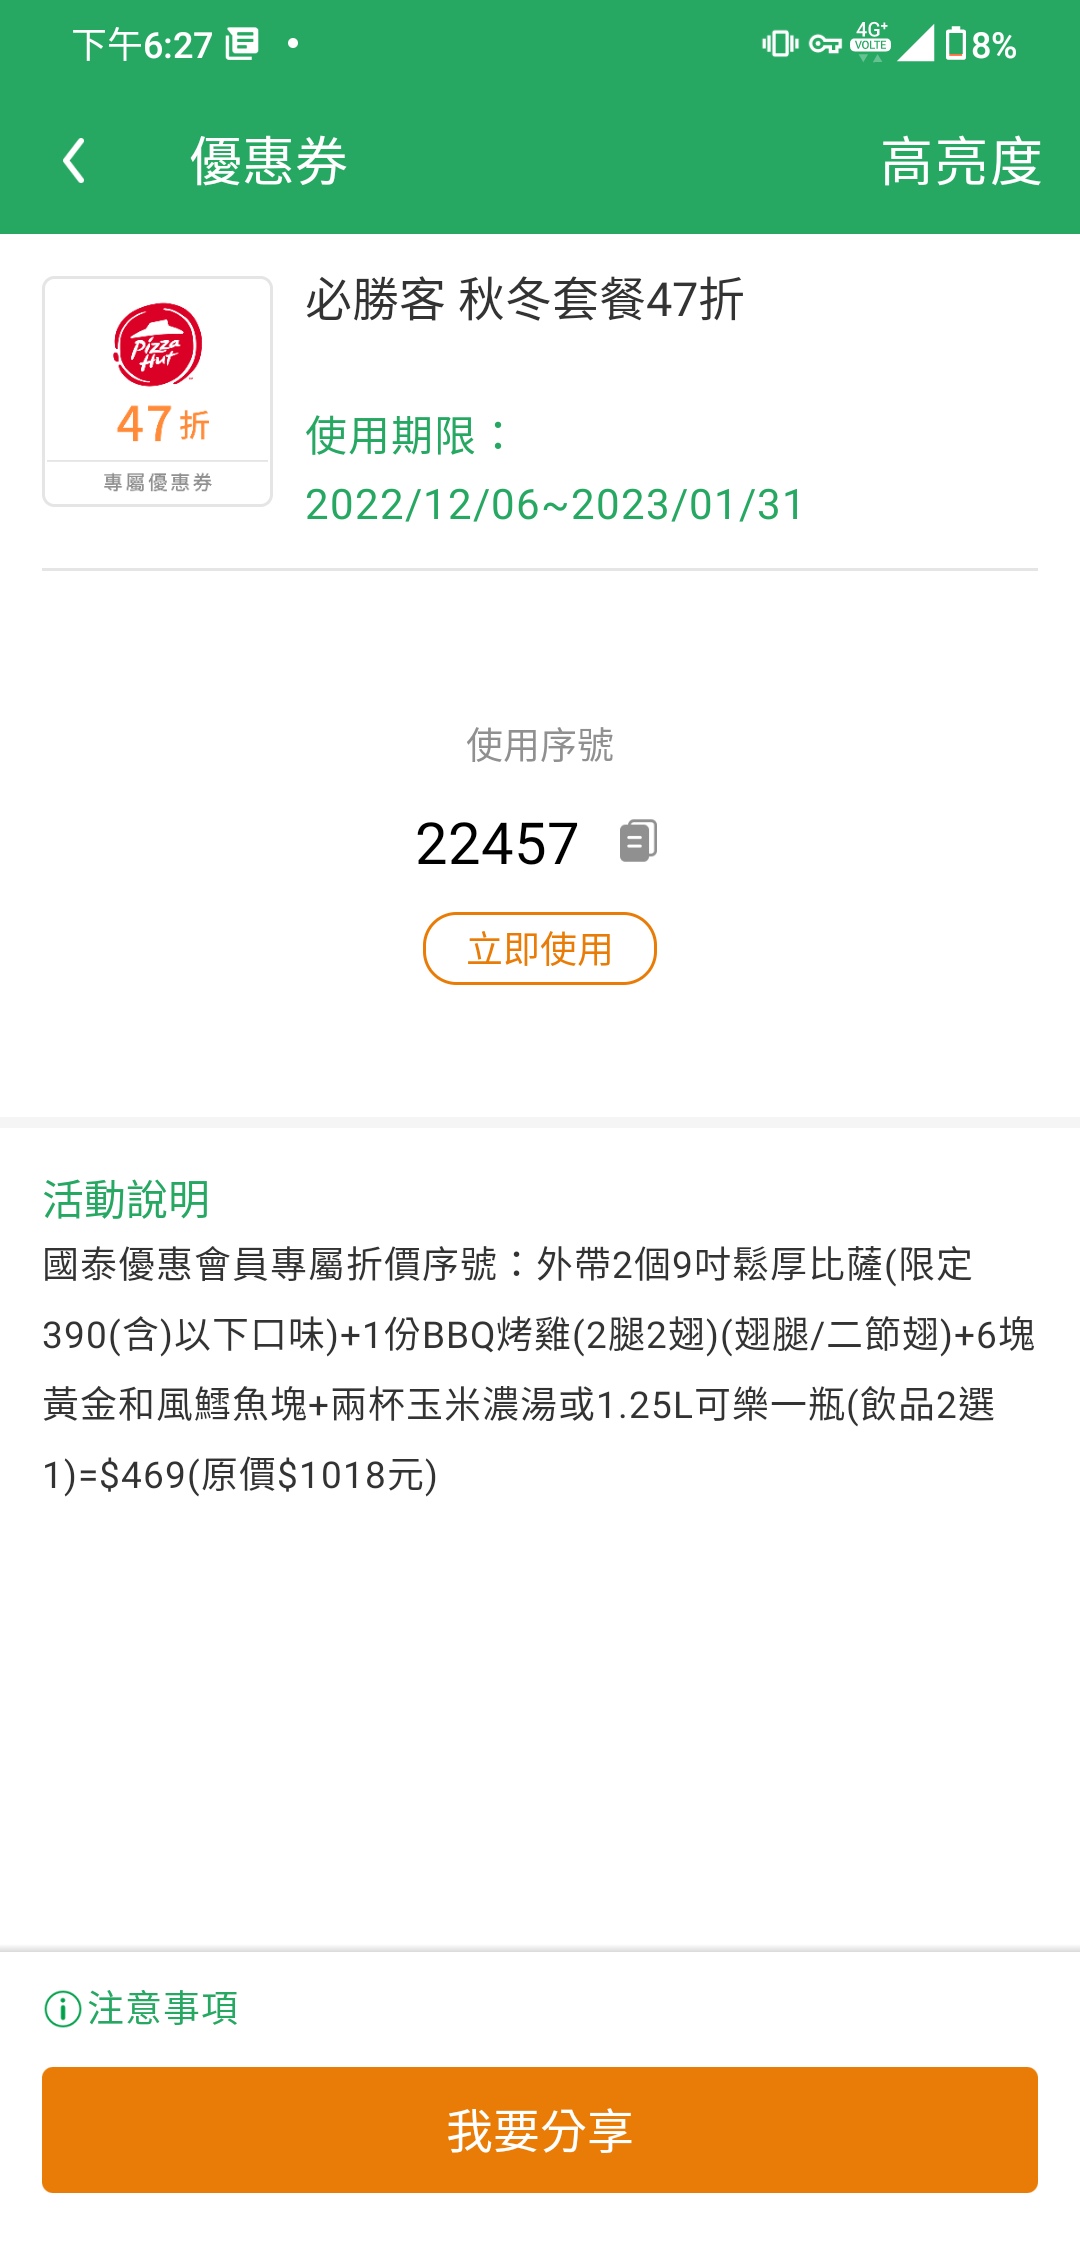 下午6:27
4G+
VOLTE
8%
優惠券
高亮度
Pizza
Hut
47折
專屬優惠券
必勝客 秋冬套餐47折
使用期限：
2022/12/06~2023/01/31
使用序號
22457
立即使用
活動說明
國泰優惠會員專屬折價序號：外帶2個9吋鬆厚比薩(限定
390(含)以下口味)+1份BBQ烤雞(2腿2翅)(翅腿/二節翅)+6塊
黃金和風鱈魚塊+兩杯玉米濃湯或1.25L可樂一瓶(飲品2選
1)=$469(原價$1018元)
注意事項
我要分享